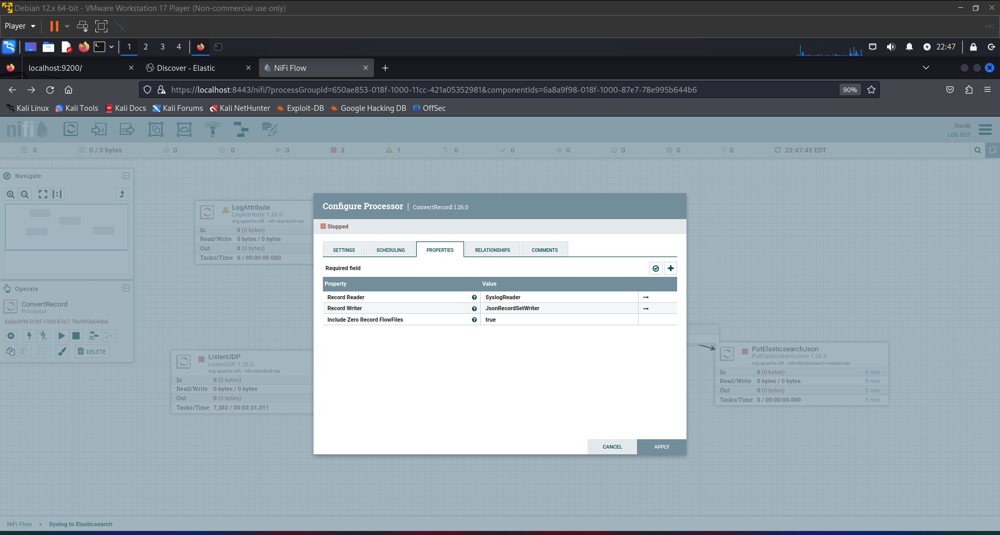 Debian 12.x 64-bit - VMware Workstation 17 Player (Non-commercial use only)
Player
1 2 3 4
22:47
localhost:9200/
Discover - Elastic
NiFi Flow
https://localhost:8443/nifi/?processGroupId=650ae853-018f-1000-11cc-421a05352981&componentIds=6a8a9f98-018f-1000-87e7-78e995b644b6
90%
Kali Linux Kali Tools Kali Docs Kali Forums Kali NetHunter Exploit-DB Google Hacking DB OffSec
nifi
Harsh
LOG OUT
0 0 / 0 bytes 0 0 0 3 1 0 0 0 0 0 ? 0 22:47:45 EDT
Navigate
Operate
ConvertRecord
Processor
6a8a9f98-018f-1000-87e7-78e995b644b6
DELETE
LogAttribute
LogAttribute 1.26.0
org.apache.nifi - nifi-standard-nar
In 0 (0 bytes)
Read/Write 0 bytes / 0 bytes
Out 0 (0 bytes)
Tasks/Time 0 / 00:00:00.000
ListenUDP
ListenUDP 1.26.0
org.apache.nifi - nifi-standard-nar
In 0 (0 bytes)
Read/Write 0 bytes / 0 bytes
Out 0 (0 bytes)
Tasks/Time 7,382 / 00:02:31.311
Configure Processor | ConvertRecord 1.26.0
Stopped
SETTINGS SCHEDULING PROPERTIES RELATIONSHIPS COMMENTS
Required field
Property Value
Record Reader SyslogReader
Record Writer JsonRecordSetWriter
Include Zero Record FlowFiles true
CANCEL APPLY
PutElasticsearchJson
PutElasticsearchJson 1.26.0
org.apache.nifi - nifi-elasticsearch-restapi-nar
In 0 (0 bytes) 5 min
Read/Write 0 bytes / 0 bytes 5 min
Out 0 (0 bytes) 5 min
Tasks/Time 0 / 00:00:00.000 5 min
NiFi Flow » Syslog to Elasticsearch